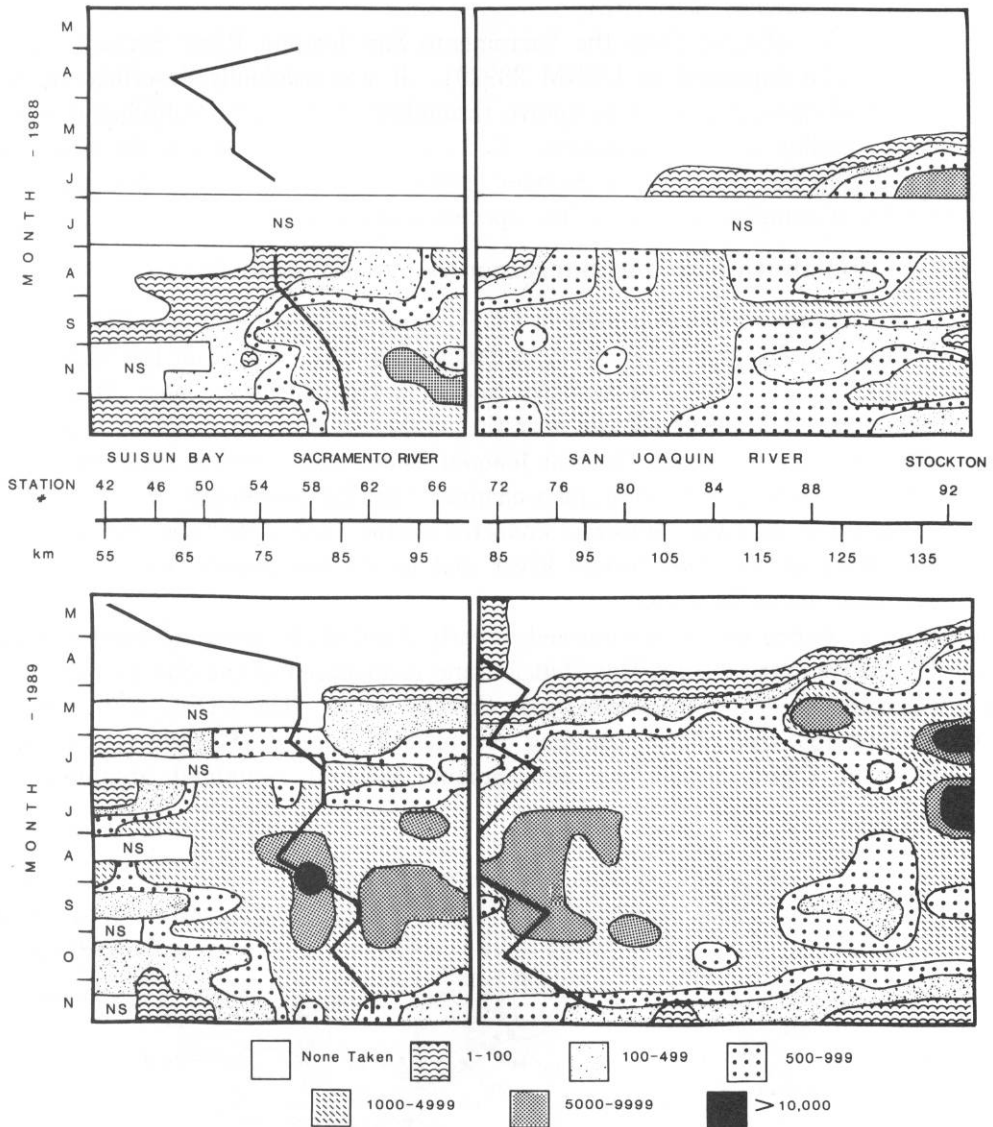 M
A
M
J
J
A
S
N
MONTH - 1988
NS
NS
NS
SUISUN BAY SACRAMENTO RIVER SAN JOAQUIN RIVER STOCKTON
STATION #
42 46 50 54 58 62 66 72 76 80 84 88 92
km
55 65 75 85 95 85 95 105 115 125 135
M
A
M
J
J
A
S
O
N
MONTH - 1989
NS
NS
NS
NS
NS
None Taken 1-100 100-499 500-999
1000-4999 5000-9999 > 10,000